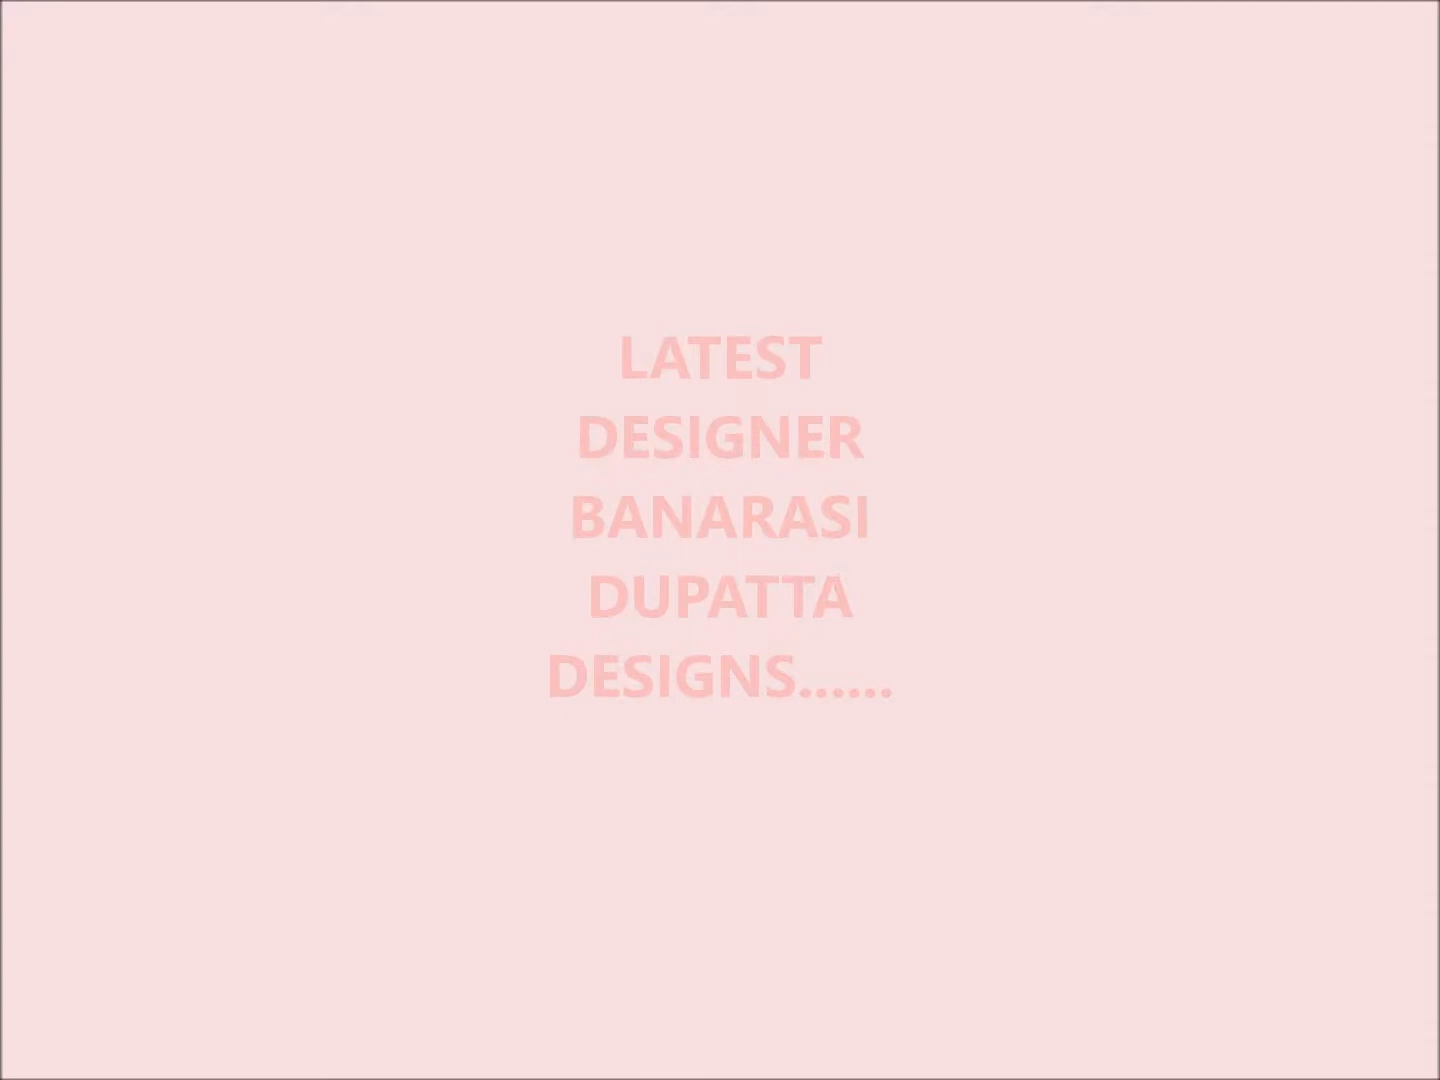 LATEST
DESIGNER
BANARASI
DUPATTA
DESIGNS......